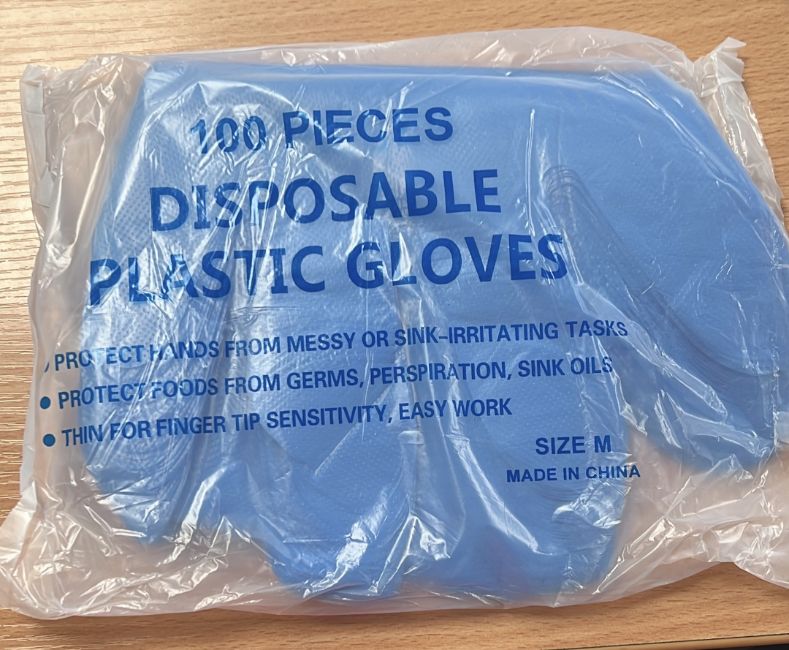 100 PIECES
DISPOSABLE
PLASTIC GLOVES
● PROTECT HANDS FROM MESSY OR SINK-IRRITATING TASKS
● PROTECT FOODS FROM GERMS, PERSPIRATION, SINK OILS
● THIN FOR FINGER TIP SENSITIVITY, EASY WORK
SIZE M
MADE IN CHINA